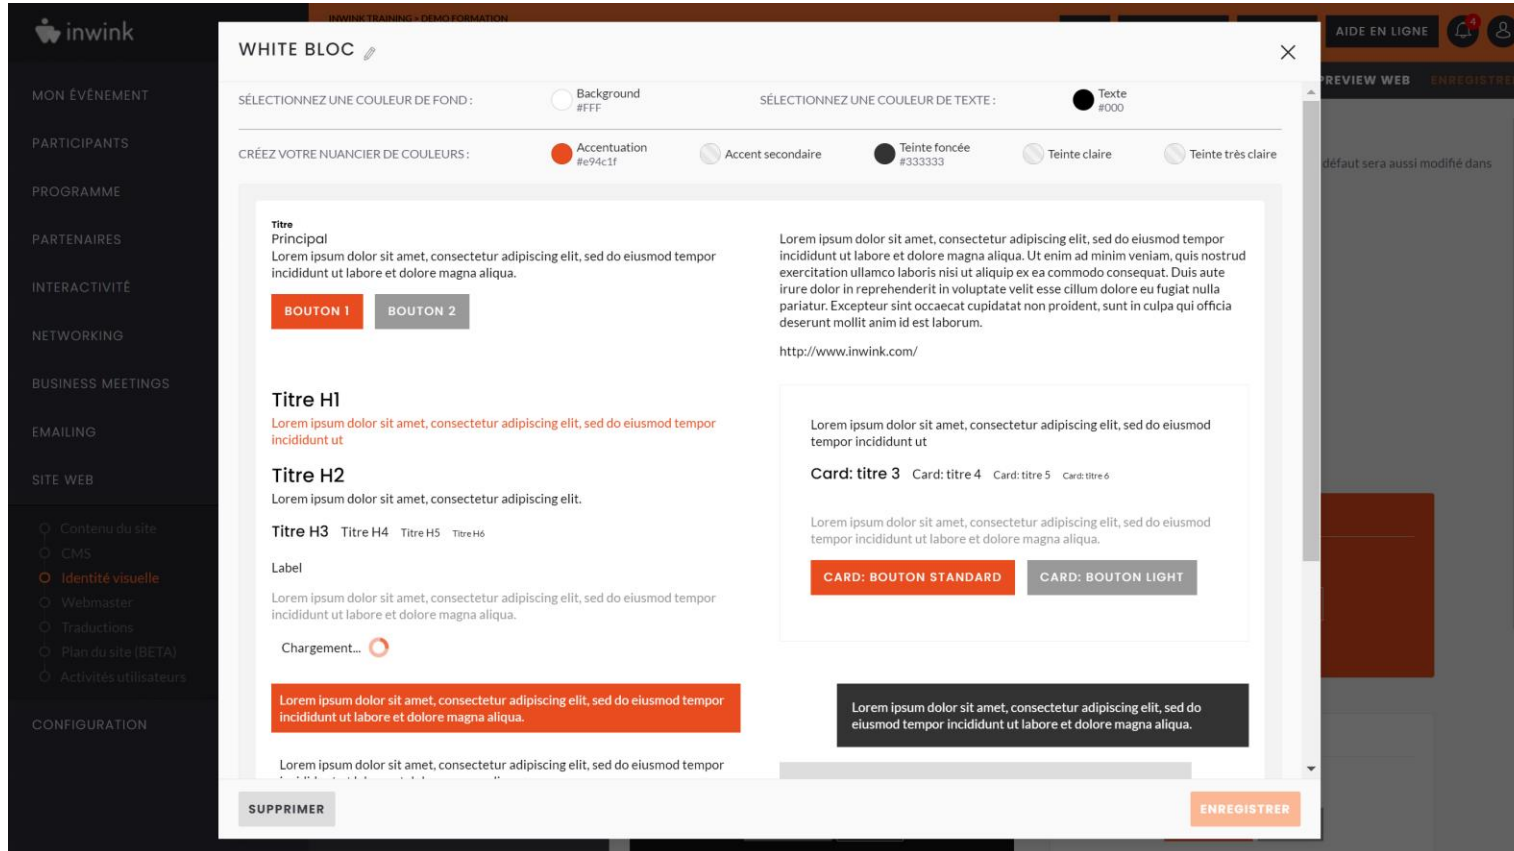 inwink
INWINK TRAINING > DEMO FORMATION
AIDE EN LIGNE
4
PREVIEW WEB
ENREGISTRER
MON ÉVÉNEMENT
PARTICIPANTS
PROGRAMME
PARTENAIRES
INTERACTIVITÉ
NETWORKING
BUSINESS MEETINGS
EMAILING
SITE WEB
Contenu du site
CMS
Identité visuelle
Webmaster
Traductions
Plan du site (BETA)
Activités utilisateurs
CONFIGURATION
défaut sera aussi modifié dans
WHITE BLOC
SÉLECTIONNEZ UNE COULEUR DE FOND :
Background
#FFF
SÉLECTIONNEZ UNE COULEUR DE TEXTE :
Texte
#000
CRÉEZ VOTRE NUANCIER DE COULEURS :
Accentuation
#e94c1f
Accent secondaire
Teinte foncée
#333333
Teinte claire
Teinte très claire
Titre
Principal
Lorem ipsum dolor sit amet, consectetur adipiscing elit, sed do eiusmod tempor
incididunt ut labore et dolore magna aliqua.
BOUTON 1
BOUTON 2
Lorem ipsum dolor sit amet, consectetur adipiscing elit, sed do eiusmod tempor
incididunt ut labore et dolore magna aliqua. Ut enim ad minim veniam, quis nostrud
exercitation ullamco laboris nisi ut aliquip ex ea commodo consequat. Duis aute
irure dolor in reprehenderit in voluptate velit esse cillum dolore eu fugiat nulla
pariatur. Excepteur sint occaecat cupidatat non proident, sunt in culpa qui officia
deserunt mollit anim id est laborum.
http://www.inwink.com/
Titre H1
Lorem ipsum dolor sit amet, consectetur adipiscing elit, sed do eiusmod tempor
incididunt ut
Titre H2
Lorem ipsum dolor sit amet, consectetur adipiscing elit.
Titre H3 Titre H4 Titre H5 Titre H6
Label
Lorem ipsum dolor sit amet, consectetur adipiscing elit, sed do eiusmod tempor
incididunt ut labore et dolore magna aliqua.
Chargement...
Lorem ipsum dolor sit amet, consectetur adipiscing elit, sed do eiusmod
tempor incididunt ut
Card: titre 3 Card: titre 4 Card: titre 5 Card: titre 6
Lorem ipsum dolor sit amet, consectetur adipiscing elit, sed do eiusmod
tempor incididunt ut labore et dolore magna aliqua.
CARD: BOUTON STANDARD
CARD: BOUTON LIGHT
Lorem ipsum dolor sit amet, consectetur adipiscing elit, sed do eiusmod tempor
incididunt ut labore et dolore magna aliqua.
Lorem ipsum dolor sit amet, consectetur adipiscing elit, sed do
eiusmod tempor incididunt ut labore et dolore magna aliqua.
Lorem ipsum dolor sit amet, consectetur adipiscing elit, sed do eiusmod tempor
SUPPRIMER
ENREGISTRER